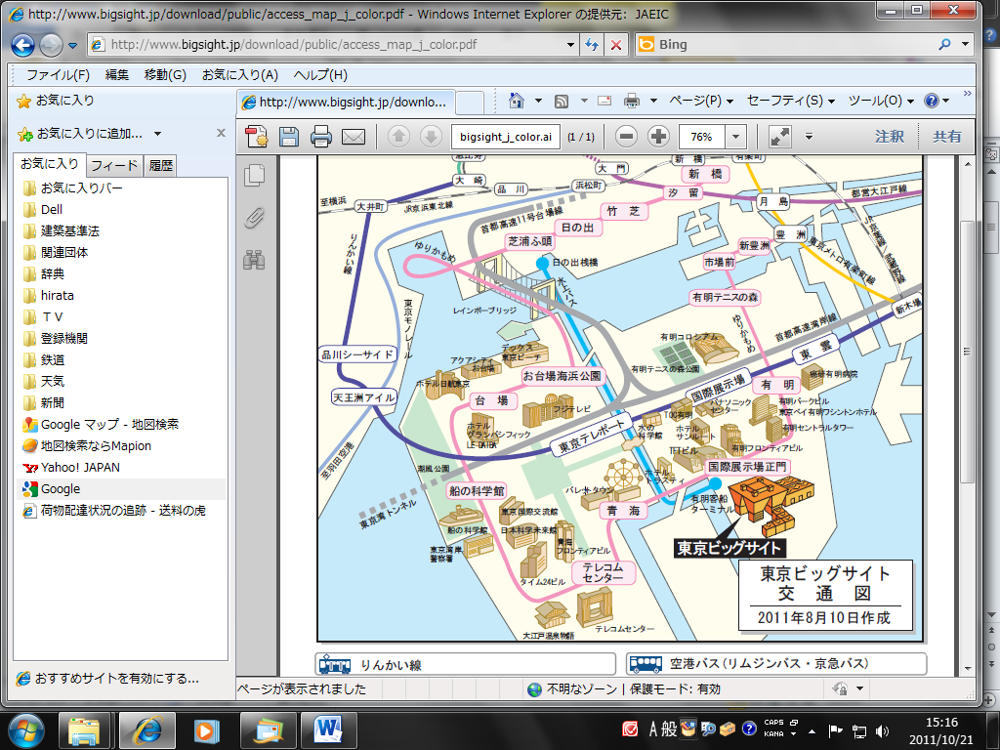 http://www.bigsight.jp/download/public/access_map_j_color.pdf - Windows Internet Explorer の提供元: JAEIC
http://www.bigsight.jp/download/public/access_map_j_color.pdf
Bing
ファイル(F) 編集 移動(G) お気に入り(A) ヘルプ(H)
お気に入り
http://www.bigsight.jp/downlo...
ページ(P) セーフティ(S) ツール(O)
お気に入りに追加...
お気に入り フィード 履歴
bigsight_j_color.ai (1 / 1) 76% 注釈 共有
お気に入りバー
Dell
建築基準法
関連団体
辞典
hirata
ＴＶ
登録機関
鉄道
天気
新聞
Google マップ - 地図検索
地図検索ならMapion
Yahoo! JAPAN
Google
荷物配達状況の追跡 - 送料の虎
おすすめサイトを有効にする...
大崎
品川
浜松町
大門
新橋
新橋
汐留
月島
都営大江戸線
至横浜
大井町
JR京浜東北線
首都高速11号台場線
竹芝
日の出
芝浦ふ頭
豊洲
新豊洲
市場前
JR京葉線
東京メトロ有楽町線
りんかい線
ゆりかもめ
日の出桟橋
水上バス
レインボーブリッジ
有明テニスの森
ゆりかもめ
首都高速湾岸線
新木場
東京モノレール
品川シーサイド
天王洲アイル
デックス
東京ビーチ
アクアシティ
お台場
お台場海浜公園
ホテル日航東京
有明コロシアム
有明テニスの森公園
東雲
国際展示場
有明
癌研有明病院
台場
フジテレビ
ホテル
グランパシフィック
LE DAIBA
東京テレポート
水の
科学館
TOC有明
パナソニック
センター
有明パークビル
東京ベイ有明ワシントンホテル
有明セントラルタワー
ホテル
サンルート
有明フロンティアビル
TFTビル
ホテル
トラスティ
国際展示場正門
至羽田空港
潮風公園
船の科学館
パレットタウン
青海
有明客船
ターミナル
東京湾トンネル
東京国際交流館
船の科学館
日本科学未来館
東京湾岸
警察署
青海
フロンティアビル
タイム24ビル
テレコム
センター
東京ビッグサイト
大江戸温泉物語
テレコムセンター
東京ビッグサイト
交通図
2011年8月10日作成
りんかい線
空港バス(リムジンバス・京急バス)
ページが表示されました
不明なゾーン | 保護モード: 有効
A 般
CAPS
KANA
15:16
2011/10/21